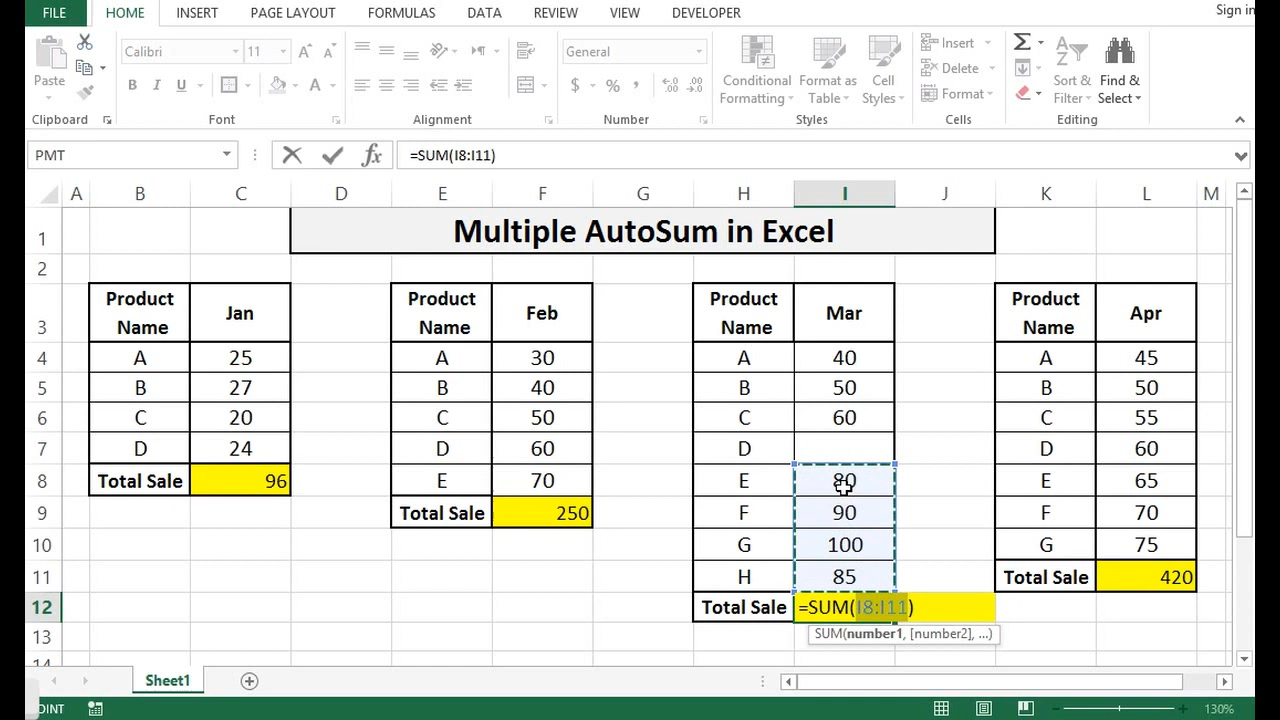 FILE HOME INSERT PAGE LAYOUT FORMULAS DATA REVIEW VIEW DEVELOPER Sign in
Calibri General Insert
Paste Conditional Format as Cell Delete Sort & Find &
B I U A $ % Formatting Table Styles Format Filter Select
Clipboard Font Alignment Number Styles Cells Editing
PMT fx =SUM(I8:I11)
A B C D E F G H I J K L M
1 Multiple AutoSum in Excel
2
3 Product Name Jan Product Name Feb Product Name Mar Product Name Apr
4 A 25 A 30 A 40 A 45
5 B 27 B 40 B 50 B 50
6 C 20 C 50 C 60 C 55
7 D 24 D 60 D D 60
8 Total Sale 96 E 70 E 80 E 65
9 Total Sale 250 F 90 F 70
10 G 100 G 75
11 H 85 Total Sale 420
12 Total Sale =SUM(I8:I11)
13 SUM(number1, [number2], ...)
14
Sheet1
OINT 130%